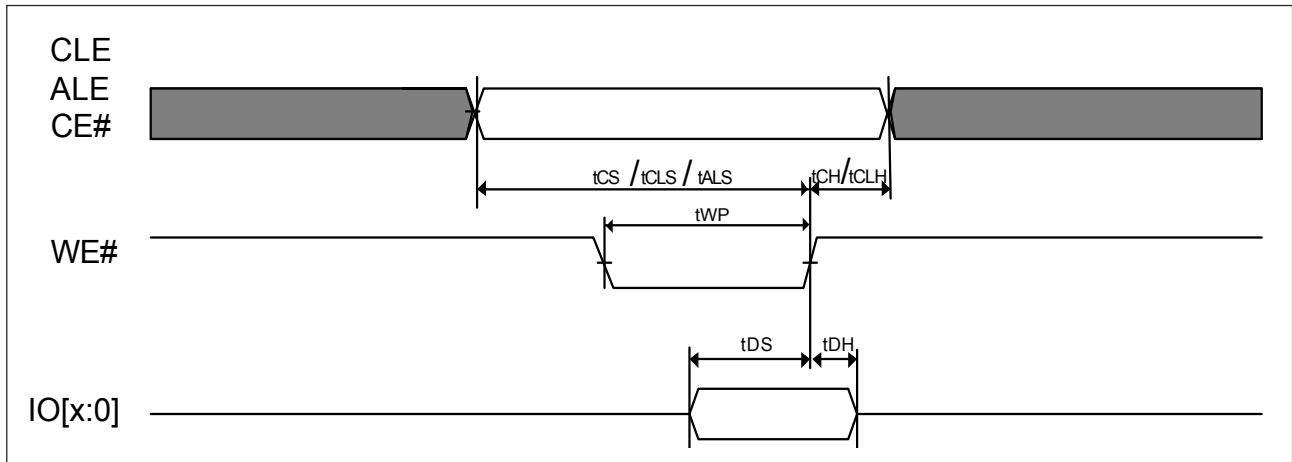 CLE
ALE
CE#
tCS /tCLS / tALS tCH/tCLH
tWP
WE#
tDS tDH
IO[x:0]